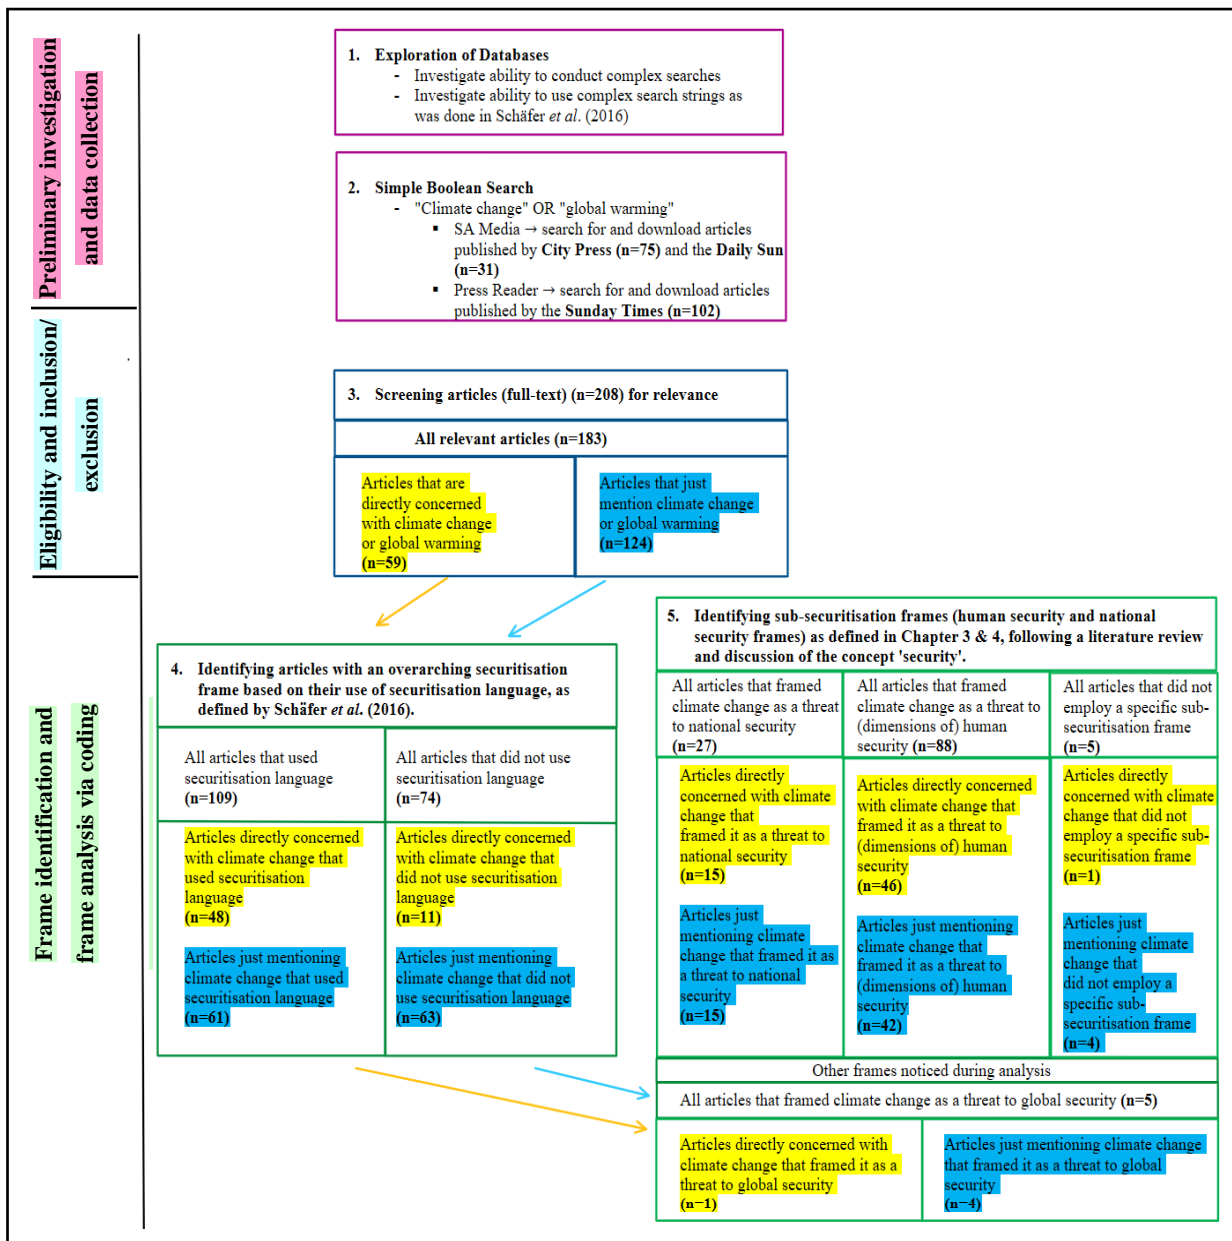 Preliminary investigation
and data collection
1. Exploration of Databases
- Investigate ability to conduct complex searches
- Investigate ability to use complex search strings as
was done in Schäfer et al. (2016)
2. Simple Boolean Search
- "Climate change" OR "global warming"
▪ SA Media → search for and download articles
published by City Press (n=75) and the Daily Sun
(n=31)
▪ Press Reader → search for and download articles
published by the Sunday Times (n=102)
Eligibility and inclusion/
exclusion
3. Screening articles (full-text) (n=208) for relevance
All relevant articles (n=183)
Articles that are
directly concerned
with climate change
or global warming
(n=59)
Articles that just
mention climate change
or global warming
(n=124)
Frame identification and
frame analysis via coding
4. Identifying articles with an overarching securitisation
frame based on their use of securitisation language, as
defined by Schäfer et al. (2016).
All articles that used
securitisation language
(n=109)
All articles that did not use
securitisation language
(n=74)
Articles directly concerned
with climate change that
used securitisation
language
(n=48)
Articles directly concerned
with climate change that
did not use securitisation
language
(n=11)
Articles just mentioning
climate change that used
securitisation language
(n=61)
Articles just mentioning
climate change that did not
use securitisation language
(n=63)
5. Identifying sub-securitisation frames (human security and national
security frames) as defined in Chapter 3 & 4, following a literature review
and discussion of the concept 'security'.
All articles that framed
climate change as a threat
to national security
(n=27)
All articles that framed
climate change as a threat to
(dimensions of) human
security (n=88)
All articles that did not
employ a specific sub-
securitisation frame
(n=5)
Articles directly
concerned with climate
change that
framed it as a threat to
national security
(n=15)
Articles directly concerned
with climate change that
framed it as a threat to
(dimensions of) human
security
(n=46)
Articles directly
concerned with climate
change that did not
employ a specific sub-
securitisation frame
(n=1)
Articles just
mentioning climate
change that framed it as
a threat to national
security
(n=15)
Articles just mentioning
climate change that
framed it as a threat to
(dimensions of) human
security
(n=42)
Articles just
mentioning climate
change that
did not employ a
specific sub-
securitisation frame
(n=4)
Other frames noticed during analysis
All articles that framed climate change as a threat to global security (n=5)
Articles directly concerned with
climate change that framed it as a
threat to global security
(n=1)
Articles just mentioning climate change
that framed it as a threat to global
security
(n=4)